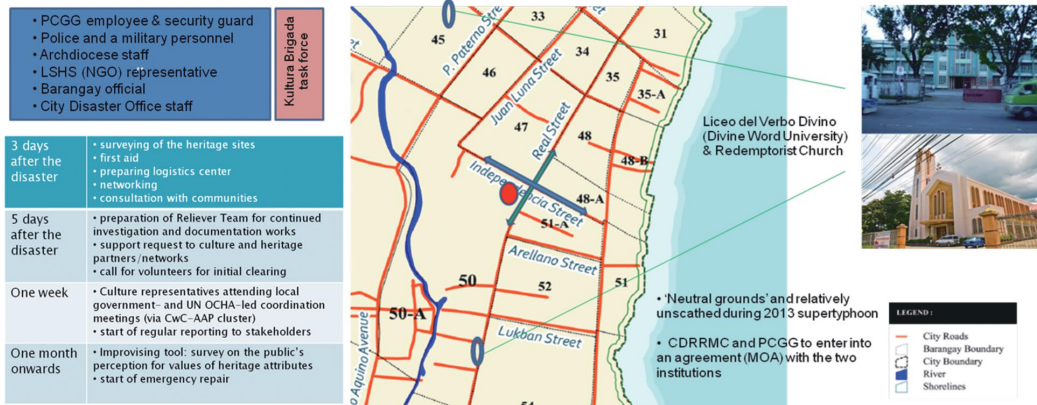 • PCGG employee & security guard
• Police and a military personnel
• Archdiocese staff
• LSHS (NGO) representative
• Barangay official
• City Disaster Office staff
Kultura Brigada
task force
3 days
after the
disaster
• surveying of the heritage sites
• first aid
• preparing logistics center
• networking
• consultation with communities
5 days
after the
disaster
• preparation of Reliever Team for continued
investigation and documentation works
• support request to culture and heritage
partners/networks
• call for volunteers for initial clearing
One week
• Culture representatives attending local
government- and UN OCHA-led coordination
meetings (via CwC-AAP cluster)
• start of regular reporting to stakeholders
One month
onwards
• Improvising tool: survey on the public's
perception for values of heritage attributes
• start of emergency repair
33
45
P. Paterno Street
34
31
46
Juan Luna Street
35
35-A
47
Real Street
48
48-B
Independencia Street
48-A
51-A
Arellano Street
50
52
51
50-A
Lukban Street
o Aquino Avenue
54
Liceo del Verbo Divino
(Divine Word University)
& Redemptorist Church
• 'Neutral grounds' and relatively
unscathed during 2013 supertyphoon
• CDRRMC and PCGG to enter into
an agreement (MOA) with the two
institutions
LEGEND :
City Roads
Barangay Boundary
City Boundary
River
Shorelines